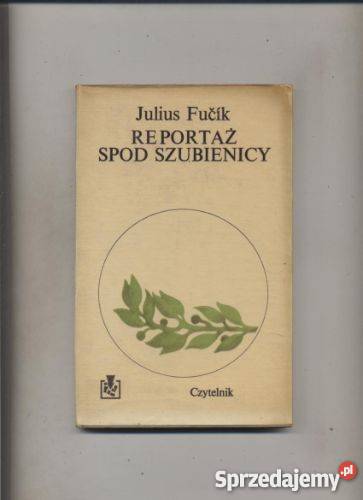 Julius Fučík
REPORTAŻ
SPOD SZUBIENICY
Czytelnik
Sprzedajemy.pl